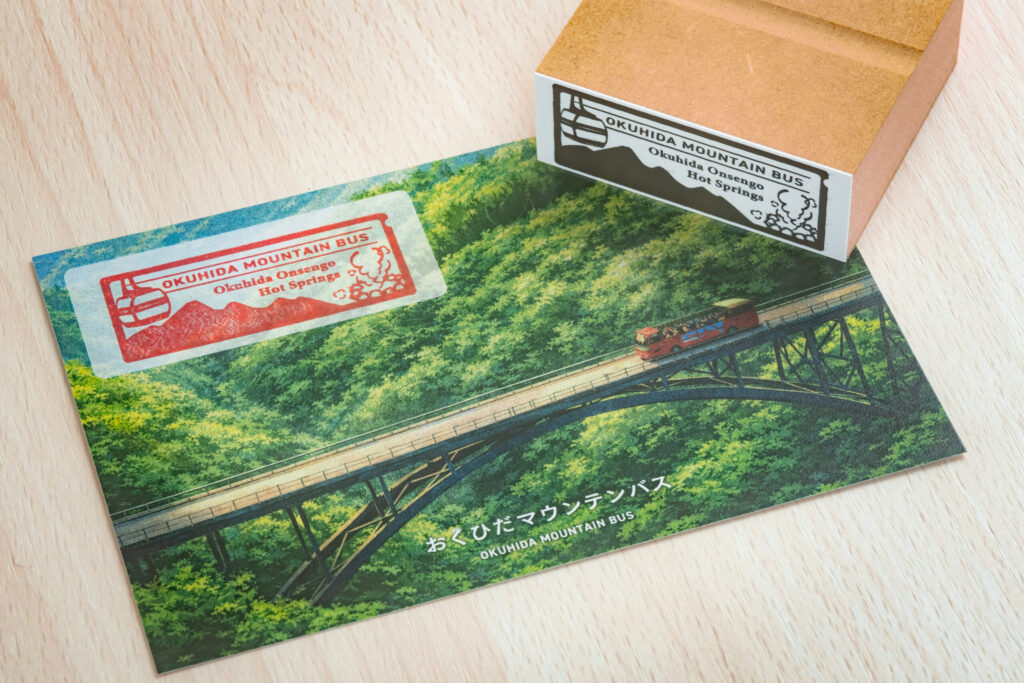 OKUHIDA MOUNTAIN BUS
Okuhida Onsengo
Hot Springs
OKUHIDA MOUNTAIN BUS
Okuhida Onsengo
Hot Springs
おくひだマウンテンバス
OKUHIDA MOUNTAIN BUS